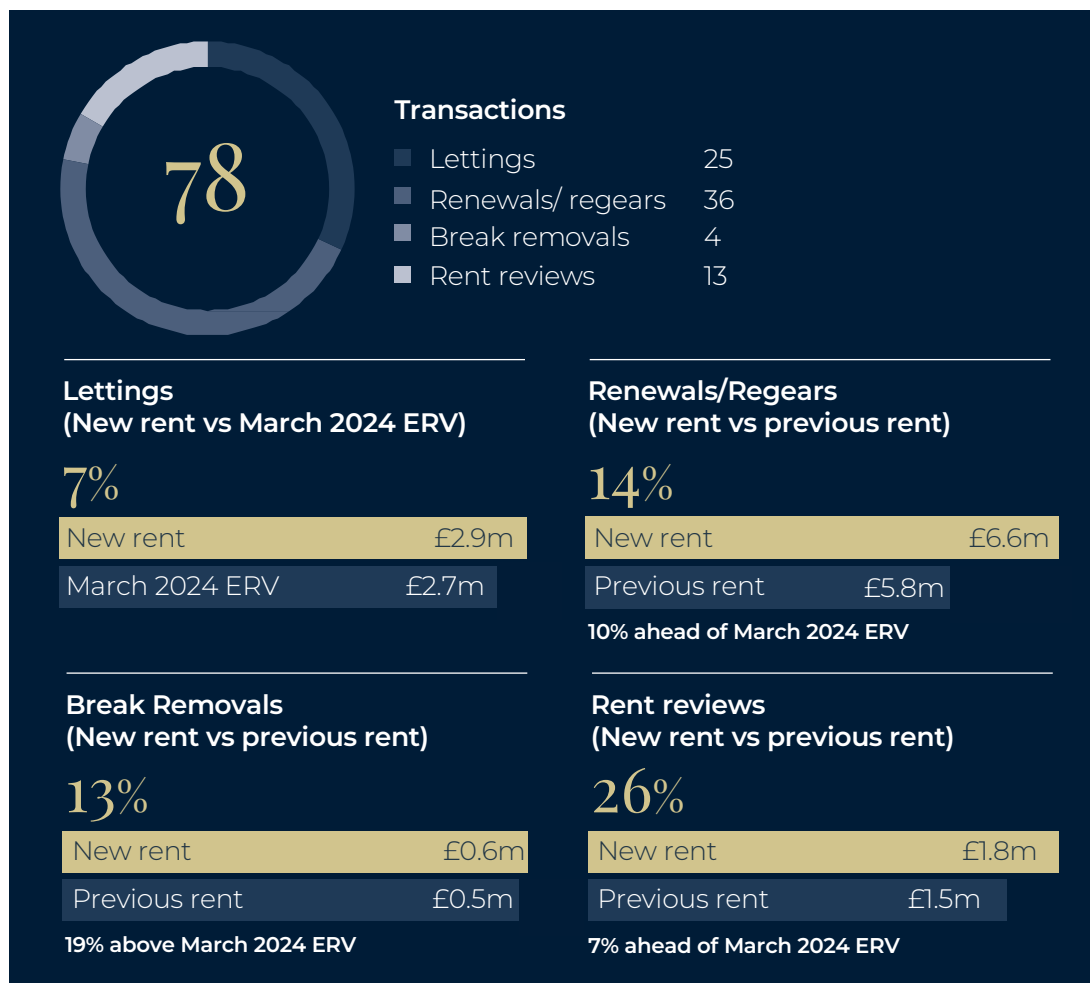 78
Transactions
Lettings 25
Renewals/ regears 36
Break removals 4
Rent reviews 13
Lettings
(New rent vs March 2024 ERV)
7%
New rent £2.9m
March 2024 ERV £2.7m
Renewals/Regears
(New rent vs previous rent)
14%
New rent £6.6m
Previous rent £5.8m
10% ahead of March 2024 ERV
Break Removals
(New rent vs previous rent)
13%
New rent £0.6m
Previous rent £0.5m
19% above March 2024 ERV
Rent reviews
(New rent vs previous rent)
26%
New rent £1.8m
Previous rent £1.5m
7% ahead of March 2024 ERV